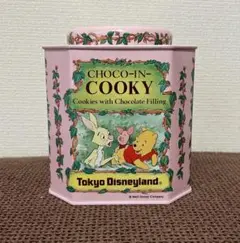 CHOCO-IN-
COOKY
Cookies with Chocolate Filling
Tokyo Disneyland®